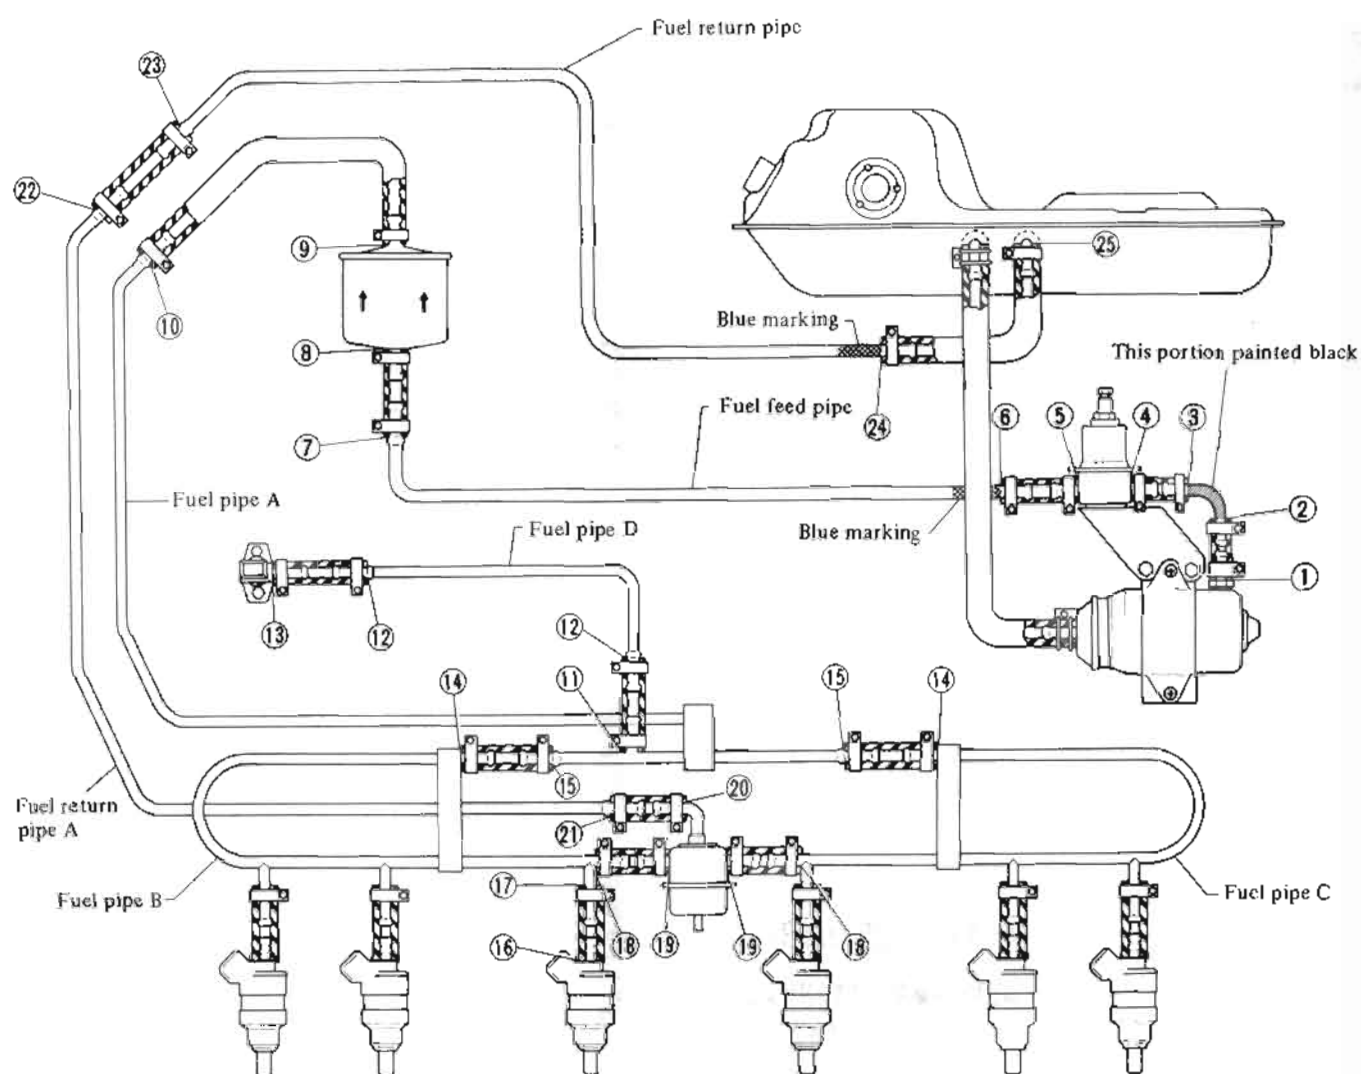 Fuel return pipe
23
22
9
25
10
Blue marking
8
This portion painted black
Fuel feed pipe
24
6
5
4
3
7
Fuel pipe A
Fuel pipe D
Blue marking
2
1
13
12
12
11
14
15
14
15
20
Fuel return
pipe A
21
Fuel pipe B
17
Fuel pipe C
16
18
19
19
18